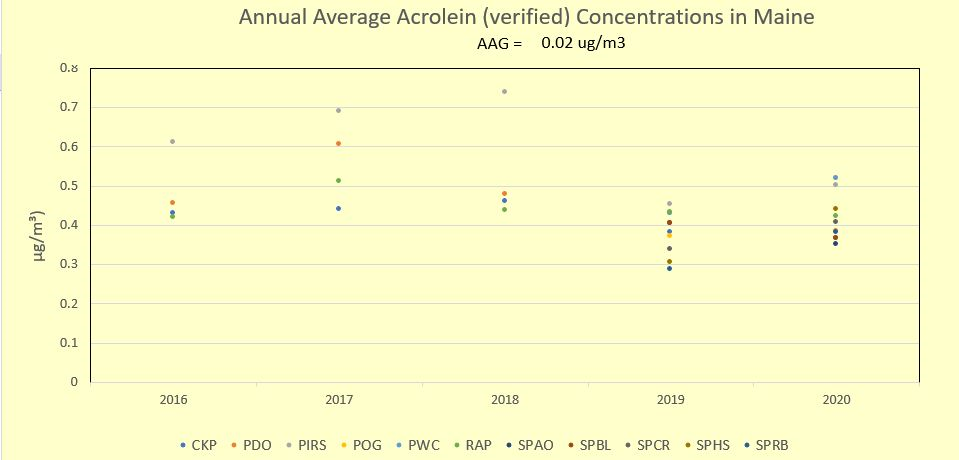 Annual Average Acrolein (verified) Concentrations in Maine
AAG = 0.02 ug/m3
0.8
0.7
0.6
0.5
0.4
0.3
0.2
0.1
0
µg/m³)
2016 2017 2018 2019 2020
CKP PDO PIRS POG PWC RAP SPAO SPBL SPCR SPHS SPRB